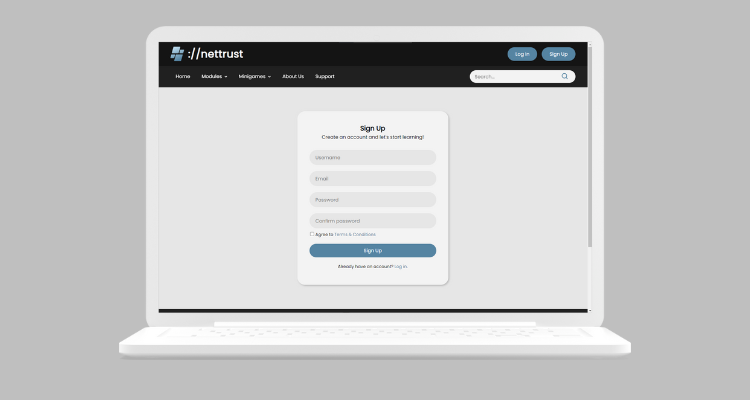 ://nettrust
Log in
Sign Up
Home
Modules
Minigames
About Us
Support
Search...
Sign Up
Create an account and let's start learning!
Username
Email
Password
Confirm password
Agree to Terms & Conditions
Sign Up
Already have an account? Log in.